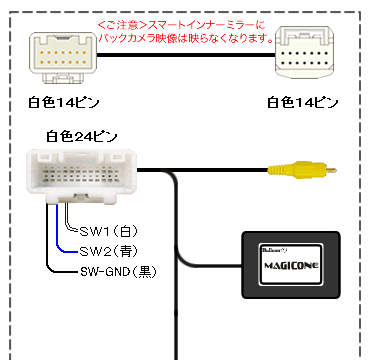 ＜ご注意＞スマートインナーミラーに
バックカメラ映像は映らなくなります。
白色14ピン
白色14ピン
白色24ピン
SW1（白）
SW2（青）
SW-GND（黒）
MAGICONE